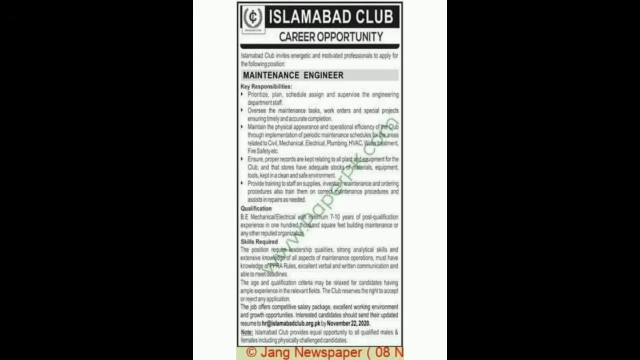 ISLAMABAD CLUB
CAREER OPPORTUNITY
Islamabad Club invites energetic and motivated professionals to apply for
the following position:
MAINTENANCE ENGINEER
Key Responsibilities:
Prioritize, plan, schedule assign and supervise the engineering
department staff.
Oversee the maintenance tasks, work orders and special projects
ensuring timely and accurate completion.
Maintain the physical appearance and operational efficiency of the Club
through implementation of periodic maintenance schedules for the areas
related to Civil, Mechanical, Electrical, Plumbing, HVAC, Water treatment,
Fire Safety etc.
Ensure, proper records are kept relating to all plant and equipment for the
Club, and that stores have adequate stocks of materials, equipment,
tools, kept in a clean and safe environment.
Provide training to staff on supplies, inventory maintenance and ordering
procedures also train them on correct maintenance procedures and
assists in repairs as needed.
Qualification
B.E Mechanical/Electrical with minimum 7-10 years of post-qualification
experience in one hundred thousand square feet building maintenance or
any other reputed organization.
Skills Required
The position require leadership qualities, strong analytical skills and
extensive knowledge of all aspects of maintenance operations, must have
knowledge of PPRA Rules, excellent verbal and written communication and
able to meet deadlines.
The age and qualification criteria may be relaxed for candidates having
ample experience in the relevant fields. The Club reserves the right to accept
or reject any application.
The job offers competitive salary package, excellent working environment
and growth opportunities. Interested candidates should send their updated
resume to hr@islamabadclub.org.pk by November 22, 2020.
Note: Islamabad Club provides equal opportunity to all qualified males &
females including physically challenged candidates.
www.PaperPk.com
© Jang Newspaper ( 08 N